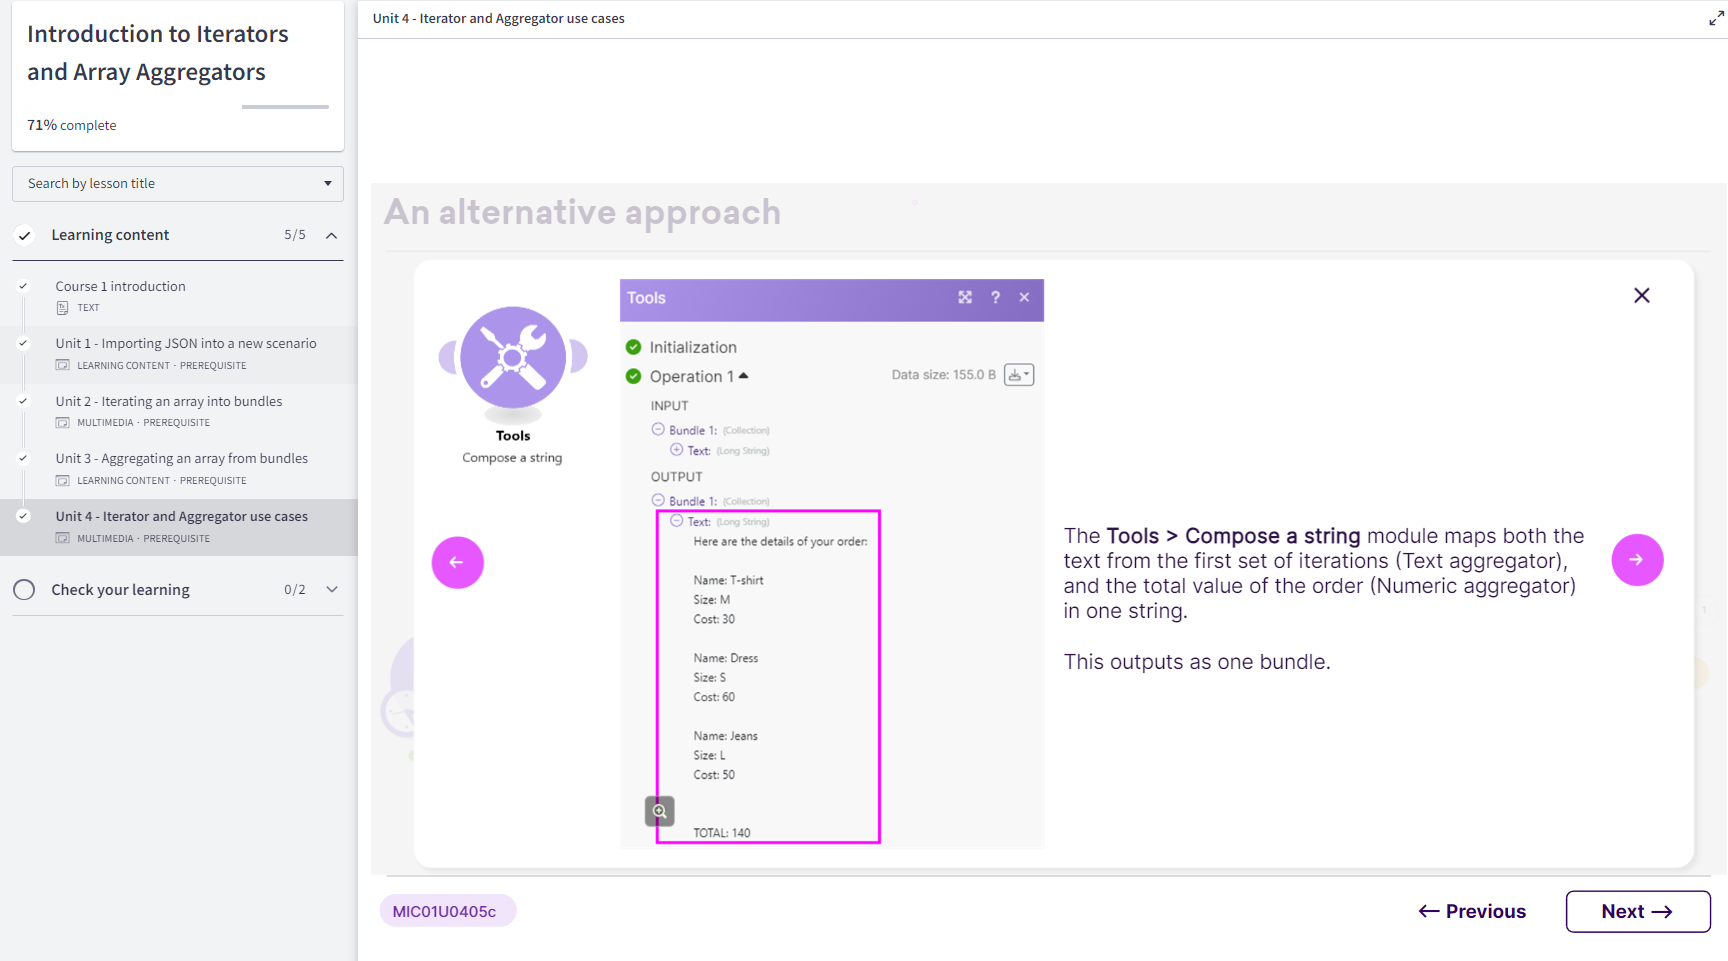 Introduction to Iterators
and Array Aggregators
71% complete
Search by lesson title
Learning content 5/5
Course 1 introduction
TEXT
Unit 1 - Importing JSON into a new scenario
LEARNING CONTENT · PREREQUISITE
Unit 2 - Iterating an array into bundles
MULTIMEDIA · PREREQUISITE
Unit 3 - Aggregating an array from bundles
LEARNING CONTENT · PREREQUISITE
Unit 4 - Iterator and Aggregator use cases
MULTIMEDIA · PREREQUISITE
Check your learning 0/2
Unit 4 - Iterator and Aggregator use cases
An alternative approach
Tools
Compose a string
Tools ?
Initialization
Operation 1 Data size: 155.0 B
INPUT
Bundle 1: (Collection)
Text: (Long String)
OUTPUT
Bundle 1: (Collection)
Text: (Long String)
Here are the details of your order:
Name: T-shirt
Size: M
Cost: 30
Name: Dress
Size: S
Cost: 60
Name: Jeans
Size: L
Cost: 50
TOTAL: 140
The Tools > Compose a string module maps both the
text from the first set of iterations (Text aggregator),
and the total value of the order (Numeric aggregator)
in one string.
This outputs as one bundle.
1
MIC01U0405c
← Previous
Next →